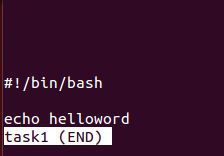 #!/bin/bash
echo helloword
task1 (END)